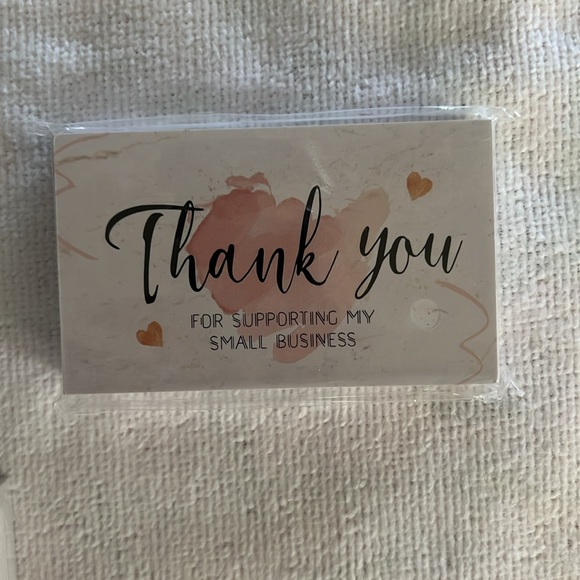 Thank you
FOR SUPPORTING MY
SMALL BUSINESS